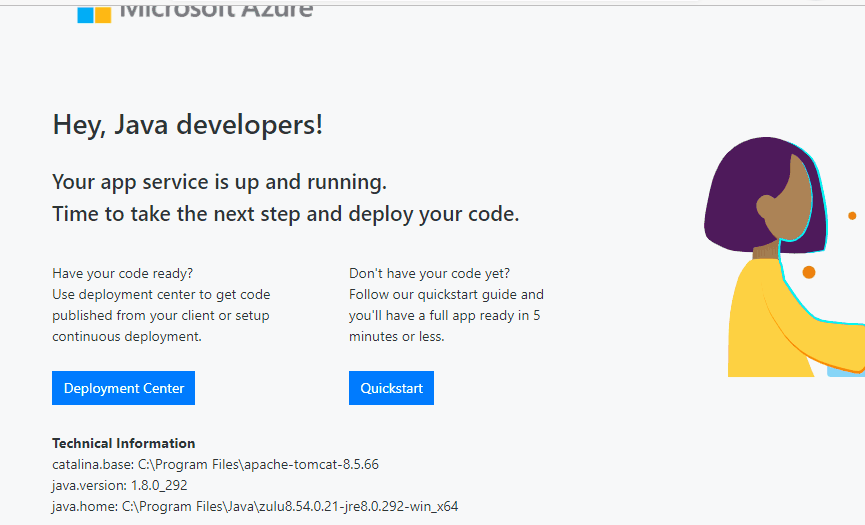 Microsoft Azure
Hey, Java developers!
Your app service is up and running.
Time to take the next step and deploy your code.
Have your code ready?
Use deployment center to get code
published from your client or setup
continuous deployment.
Deployment Center
Don't have your code yet?
Follow our quickstart guide and
you'll have a full app ready in 5
minutes or less.
Quickstart
Technical Information
catalina.base: C:\Program Files\apache-tomcat-8.5.66
java.version: 1.8.0_292
java.home: C:\Program Files\Java\zulu8.54.0.21-jre8.0.292-win_x64